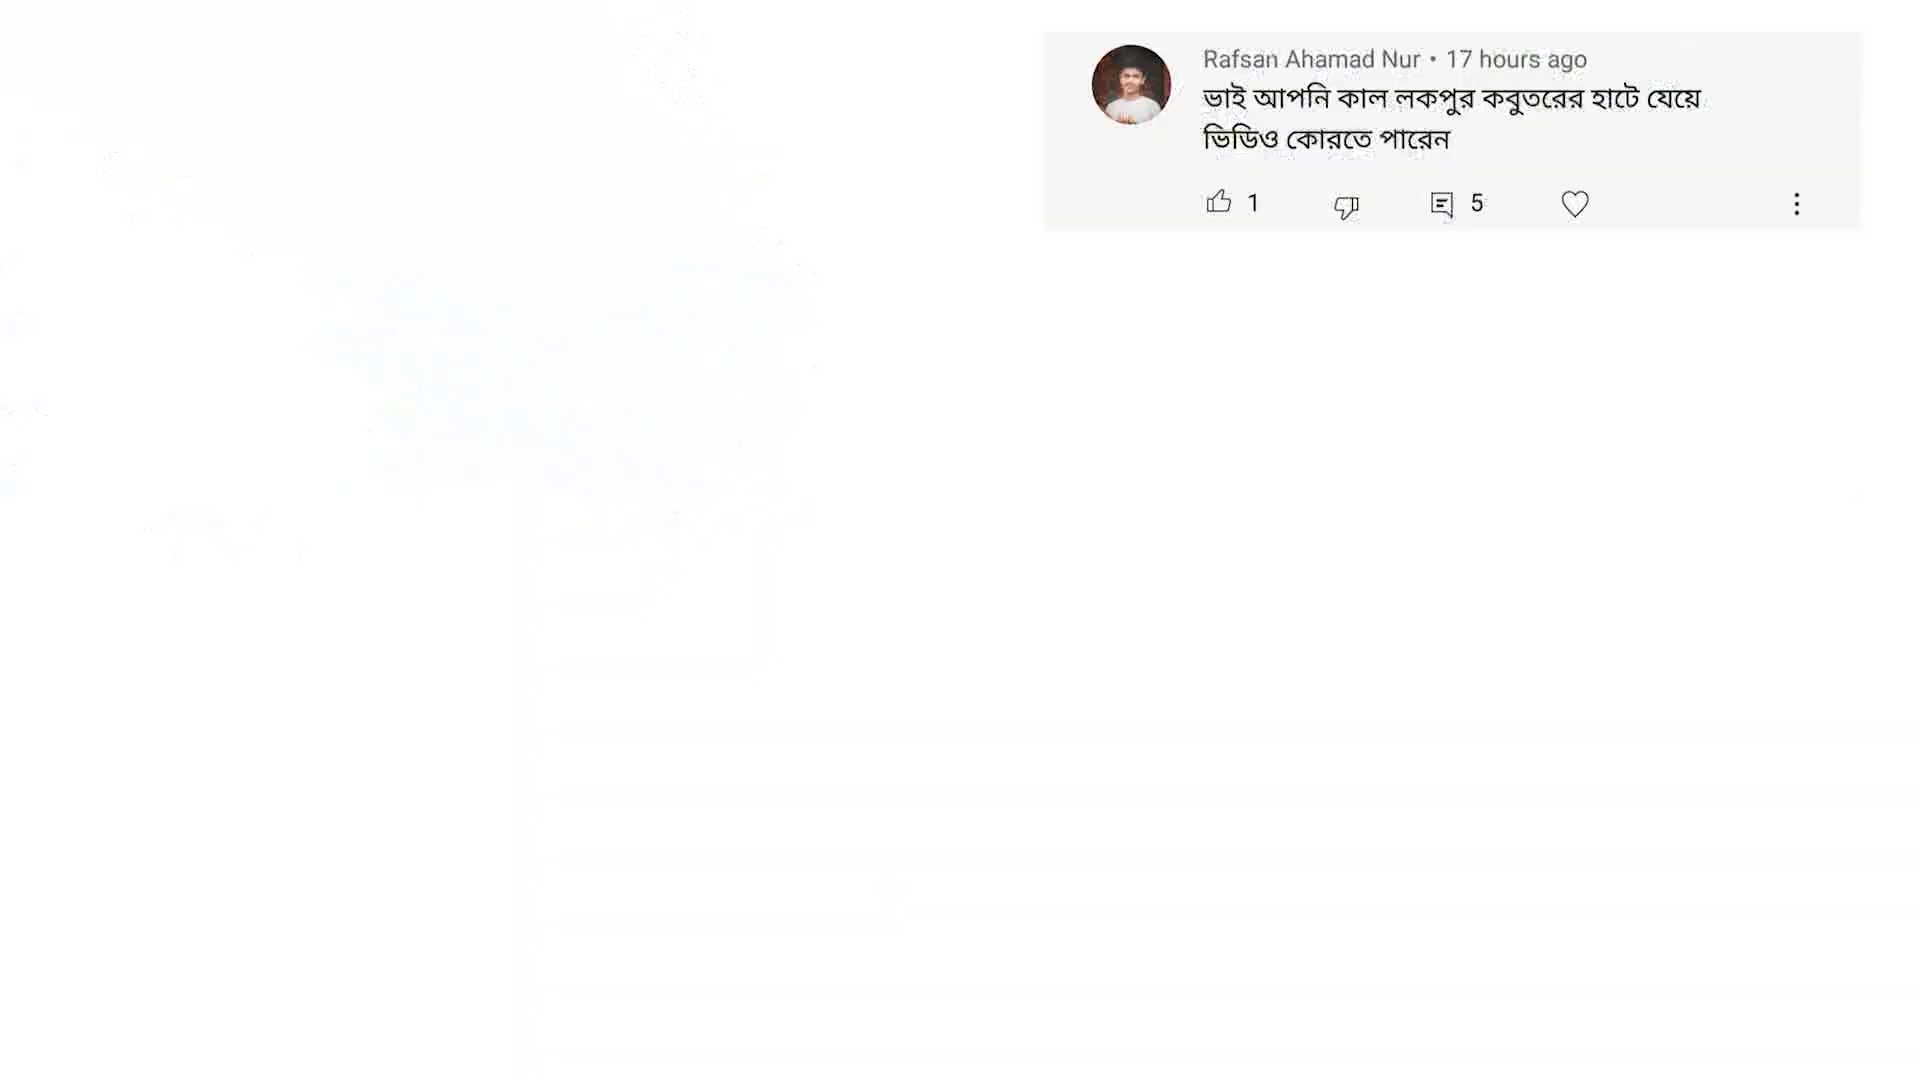 Rafsan Ahamad Nur • 17 hours ago
ভাই আপনি কাল লকপুর কবুতরের হাটে যেয়ে
ভিডিও কোরতে পারেন
1 5